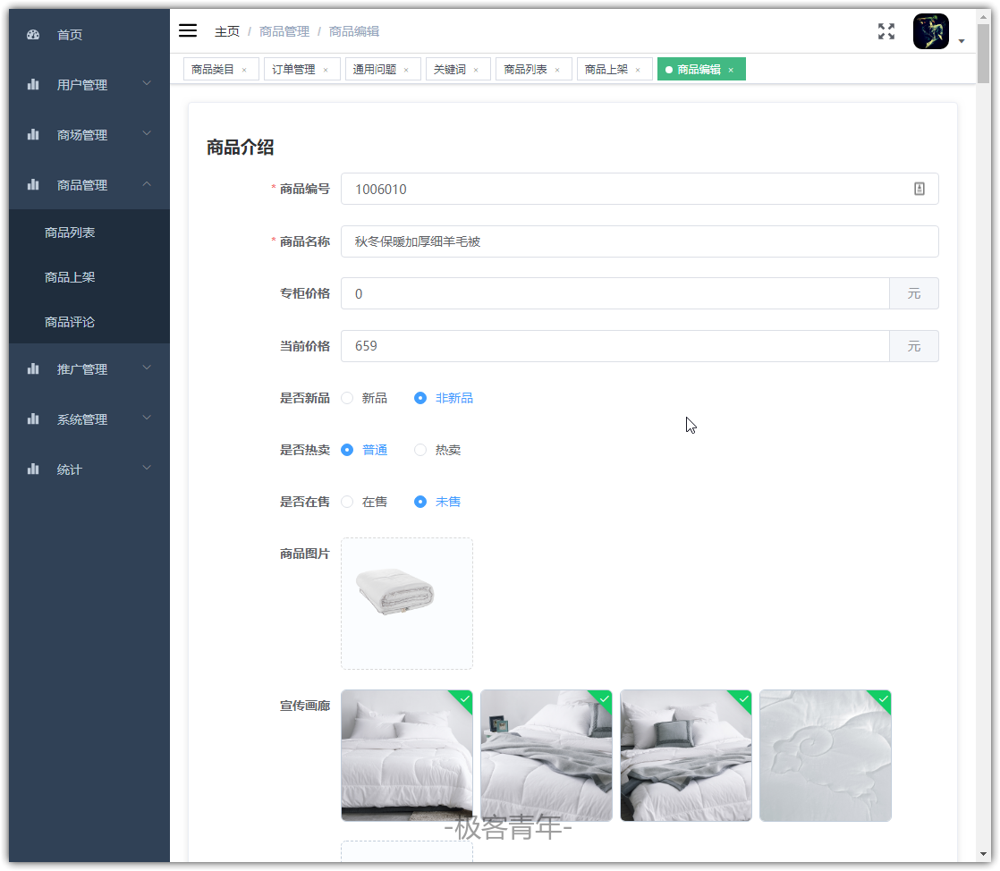 首页
用户管理
商场管理
商品管理
商品列表
商品上架
商品评论
推广管理
系统管理
统计
主页 / 商品管理 / 商品编辑
商品类目 × 订单管理 × 通用问题 × 关键词 × 商品列表 × 商品上架 × 商品编辑 ×
商品介绍
* 商品编号 1006010
* 商品名称 秋冬保暖加厚细羊毛被
专柜价格 0 元
当前价格 659 元
是否新品 新品 非新品
是否热卖 普通 热卖
是否在售 在售 未售
商品图片
宣传画廊
-极客青年-